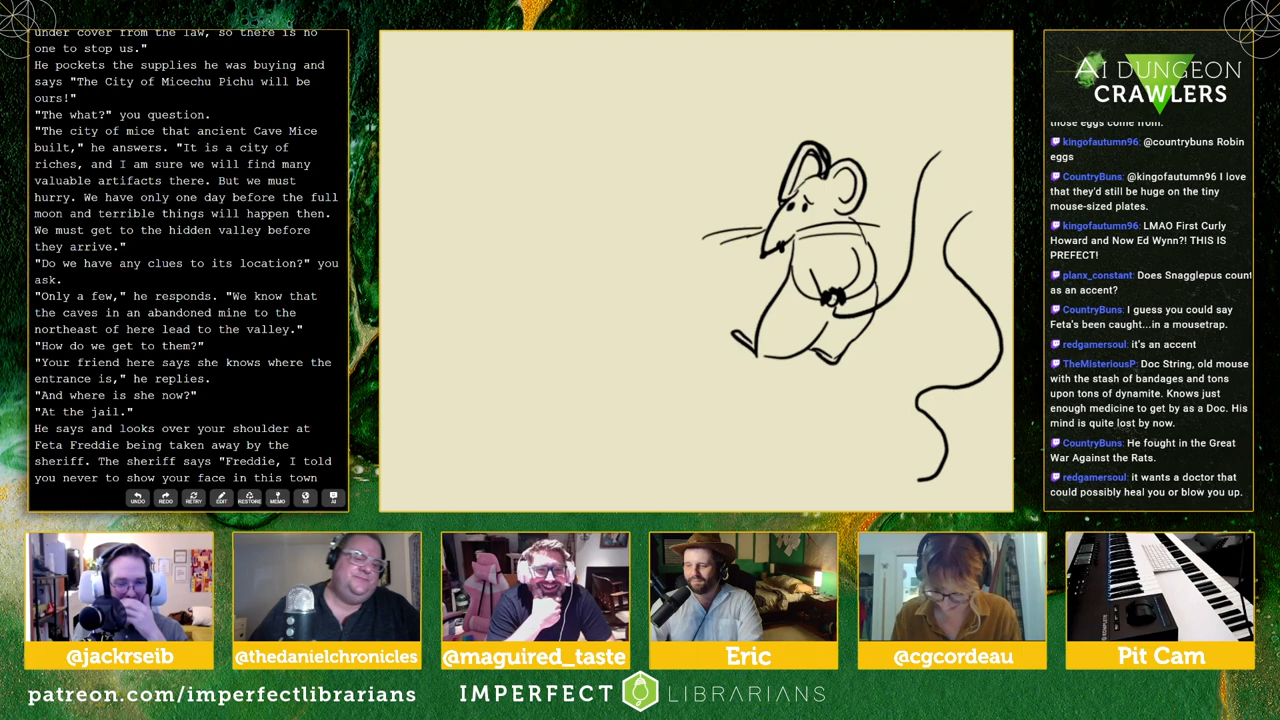 under cover from the law, so there is no
one to stop us."
He pockets the supplies he was buying and
says "The City of Micechu Pichu will be
ours!"
"The what?" you question.
"The city of mice that ancient Cave Mice
built," he answers. "It is a city of
riches, and I am sure we will find many
valuable artifacts there. But we must
hurry. We have only one day before the full
moon and terrible things will happen then.
We must get to the hidden valley before
they arrive."
"Do we have any clues to its location?" you
ask.
"Only a few," he responds. "We know that
the caves in an abandoned mine to the
northeast of here lead to the valley."
"How do we get to them?"
"Your friend here says she knows where the
entrance is," he replies.
"And where is she now?"
"At the jail."
He says and looks over your shoulder at
Feta Freddie being taken away by the
sheriff. The sheriff says "Freddie, I told
you never to show your face in this town
UNDO REDO RETRY EDIT RESTORE MEMO WI AI
AI DUNGEON
CRAWLERS
those eggs come from.
kingofautumn96: @countrybuns Robin
eggs
CountryBuns: @kingofautumn96 I love
that they'd still be huge on the tiny
mouse-sized plates.
kingofautumn96: LMAO First Curly
Howard and Now Ed Wynn?! THIS IS
PREFECT!
planx_constant: Does Snagglepus count
as an accent?
CountryBuns: I guess you could say
Feta's been caught...in a mousetrap.
redgamersoul: it's an accent
TheMisteriousP: Doc String, old mouse
with the stash of bandages and tons
upon tons of dynamite. Knows just
enough medicine to get by as a Doc. His
mind is quite lost by now.
CountryBuns: He fought in the Great
War Against the Rats.
redgamersoul: it wants a doctor that
could possibly heal you or blow you up.
@jackrseib
@thedanielchronicles
@maguired_taste
Eric
@cgcordeau
Pit Cam
patreon.com/imperfectlibrarians
IMPERFECT LIBRARIANS